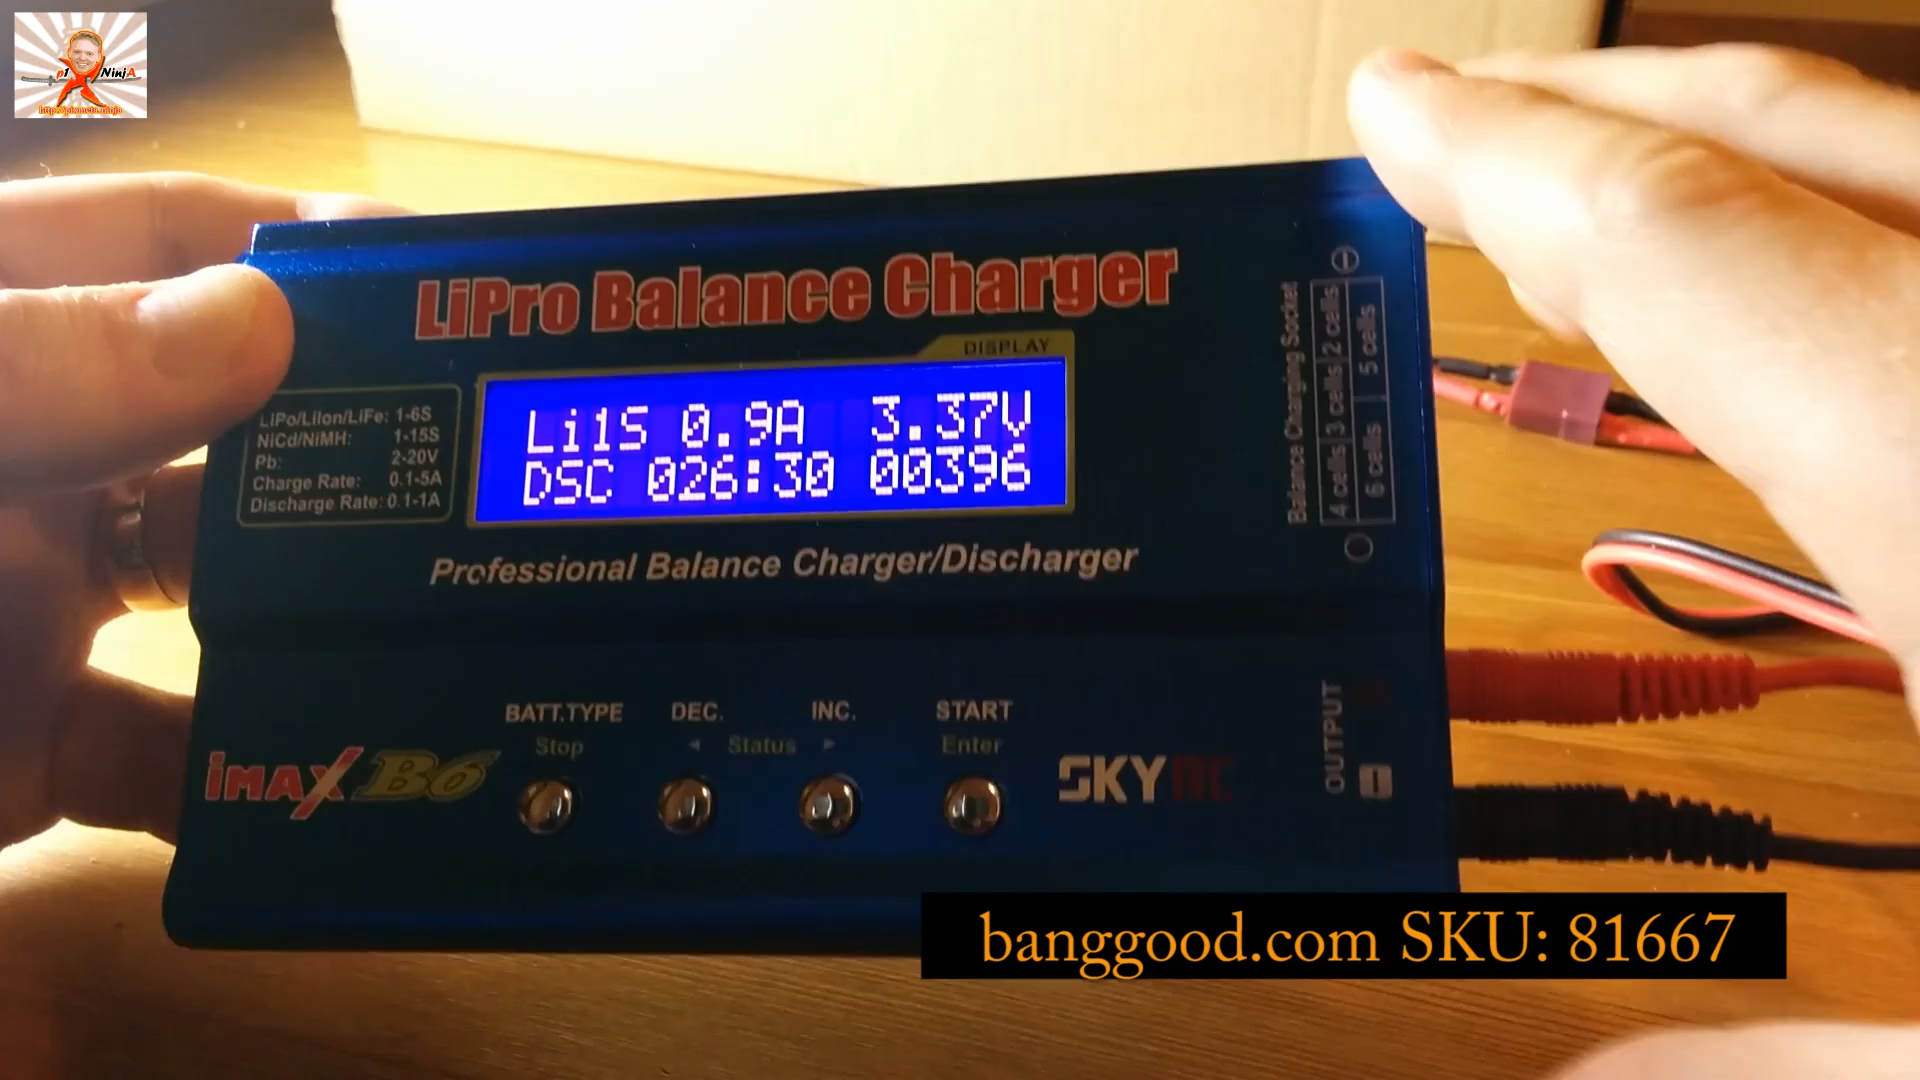 p1 NinjA
LiPro Balance Charger
DISPLAY
Li1S 0.9A 3.37V
DSC 026:30 00396
LiPo/LiIon/LiFe: 1-6S
NiCd/NiMH: 1-15S
Pb: 2-20V
Charge Rate: 0.1-5A
Discharge Rate: 0.1-1A
Professional Balance Charger/Discharger
Balance Charging Socket
4 cells 3 cells 2 cells
6 cells 5 cells
BATT.TYPE DEC. INC. START
Stop ◄ Status ► Enter
iMAX B6
SKYRC
OUTPUT
banggood.com SKU: 81667